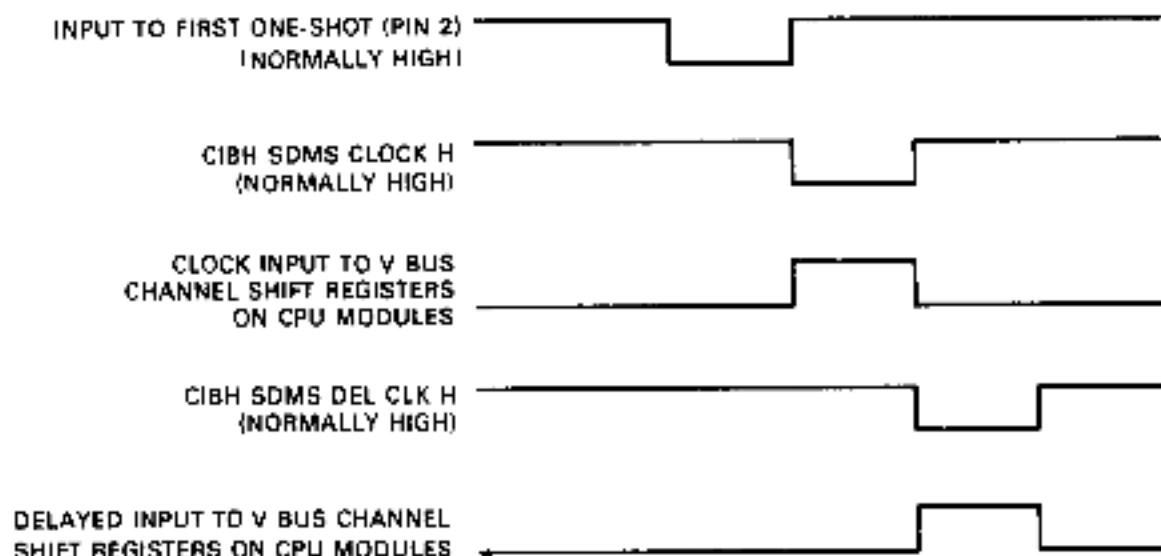 INPUT TO FIRST ONE-SHOT (PIN 2)
(NORMALLY HIGH)
CIBH SDMS CLOCK H
(NORMALLY HIGH)
CLOCK INPUT TO V BUS
CHANNEL SHIFT REGISTERS
ON CPU MODULES
CIBH SDMS DEL CLK H
(NORMALLY HIGH)
DELAYED INPUT TO V BUS CHANNEL
SHIFT REGISTERS ON CPU MODULES